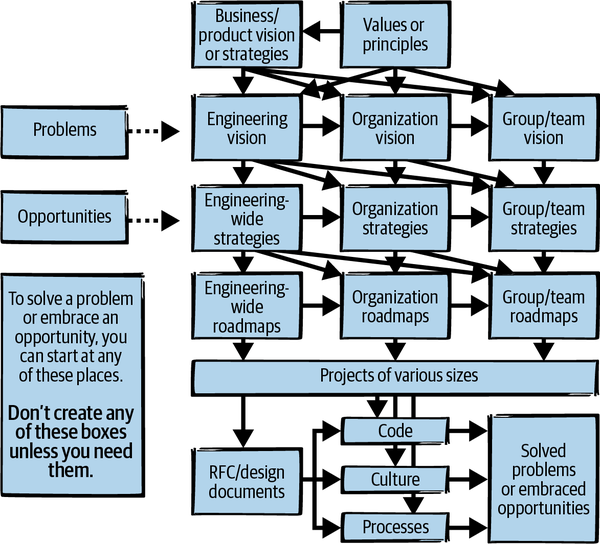 Business/
product vision
or strategies
Values or
principles
Problems
Engineering
vision
Organization
vision
Group/team
vision
Opportunities
Engineering-
wide
strategies
Organization
strategies
Group/team
strategies
To solve a problem
or embrace an
opportunity, you
can start at any
of these places.
Don't create any
of these boxes
unless you need
them.
Engineering-
wide
roadmaps
Organization
roadmaps
Group/team
roadmaps
Projects of various sizes
RFC/design
documents
Code
Culture
Processes
Solved
problems
or embraced
opportunities